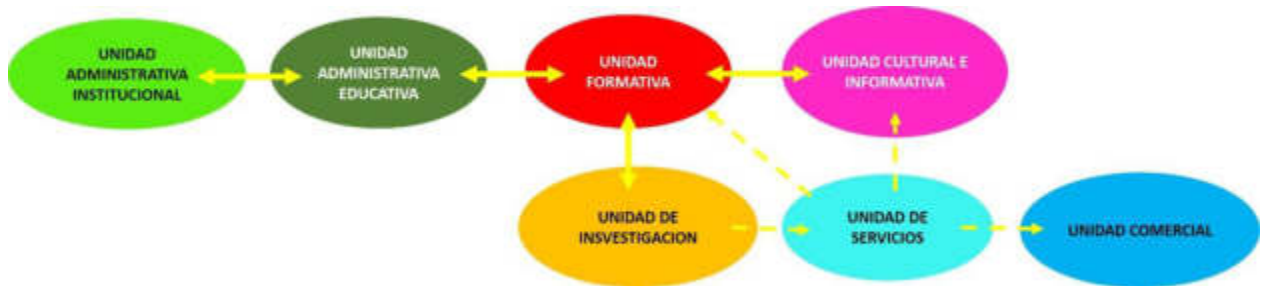 UNIDAD
ADMINISTRATIVA
INSTITUCIONAL
UNIDAD
ADMINISTRATIVA
EDUCATIVA
UNIDAD
FORMATIVA
UNIDAD CULTURAL E
INFORMATIVA
UNIDAD DE
INSVESTIGACION
UNIDAD DE
SERVICIOS
UNIDAD COMERCIAL